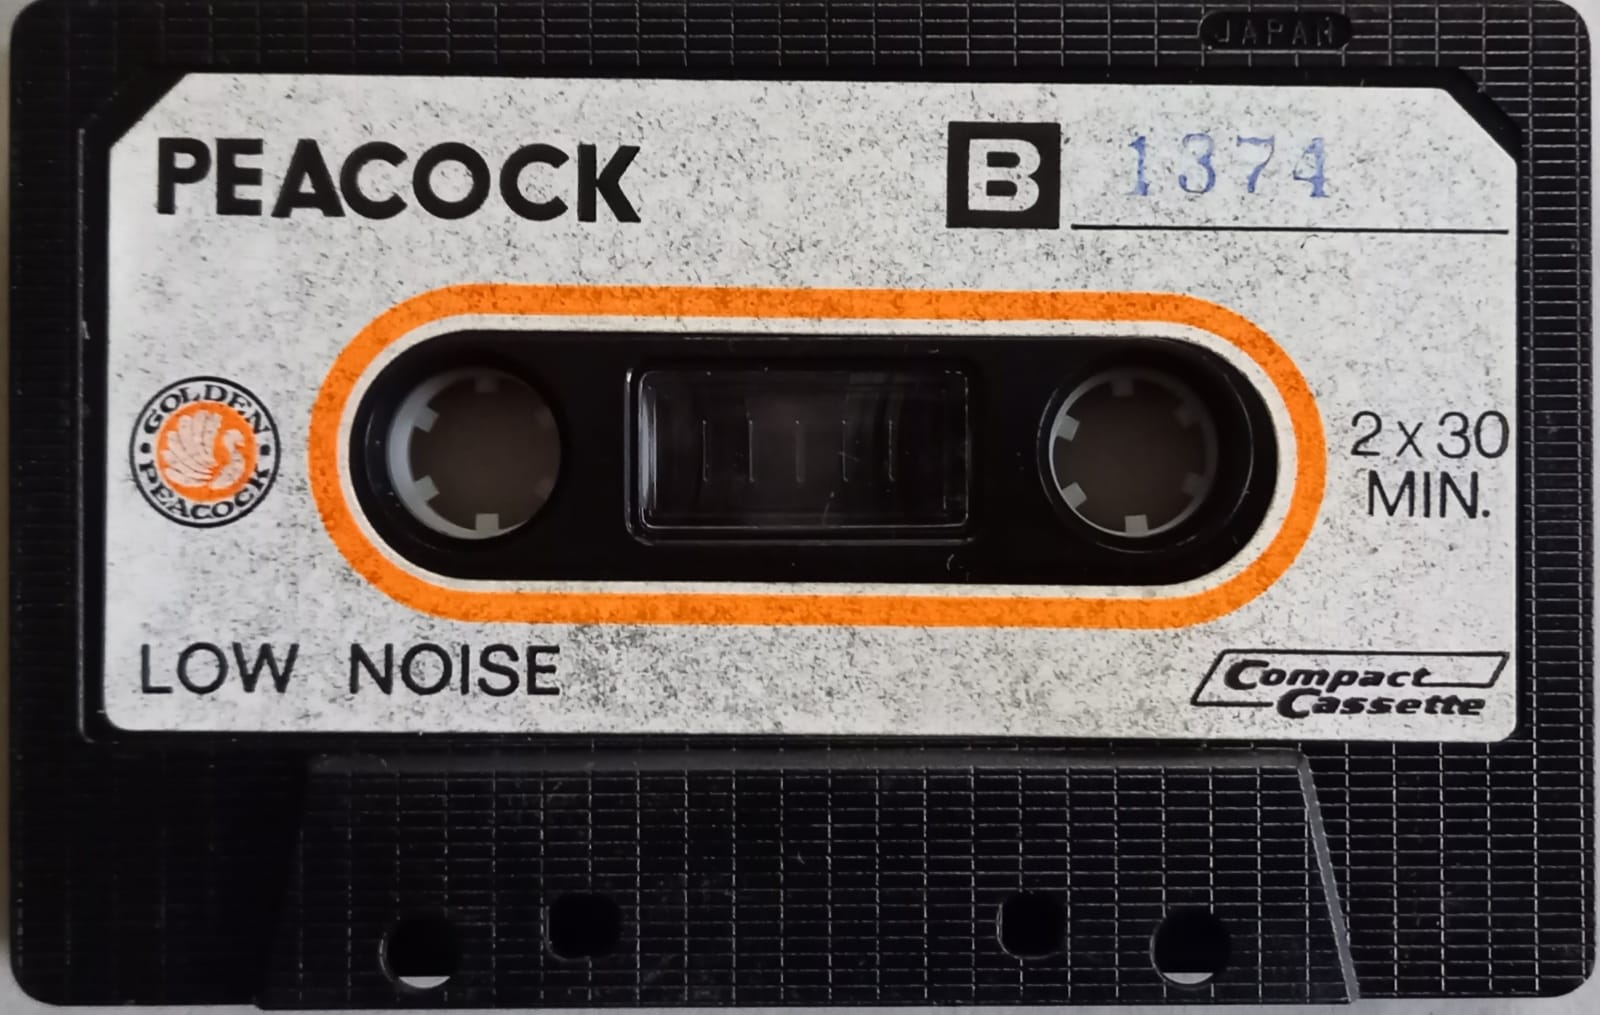 JAPAN
PEACOCK
B 1374
GOLDEN
PEACOCK
2 x 30
MIN.
LOW NOISE
Compact
Cassette